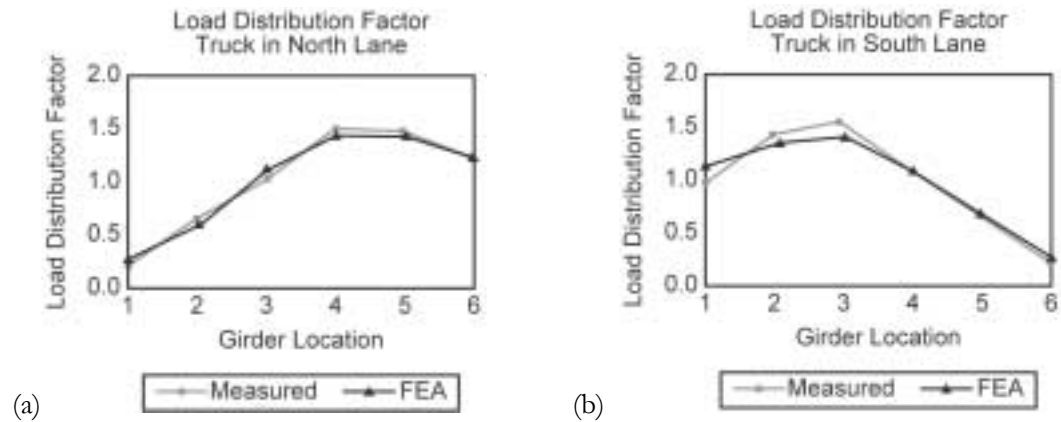 Load Distribution Factor
Truck in North Lane
Load Distribution Factor
2.0
1.5
1.0
0.5
0.0
1 2 3 4 5 6
Girder Location
Measured FEA
(a)
Load Distribution Factor
Truck in South Lane
Load Distribution Factor
2.0
1.5
1.0
0.5
0.0
1 2 3 4 5 6
Girder Location
Measured FEA
(b)